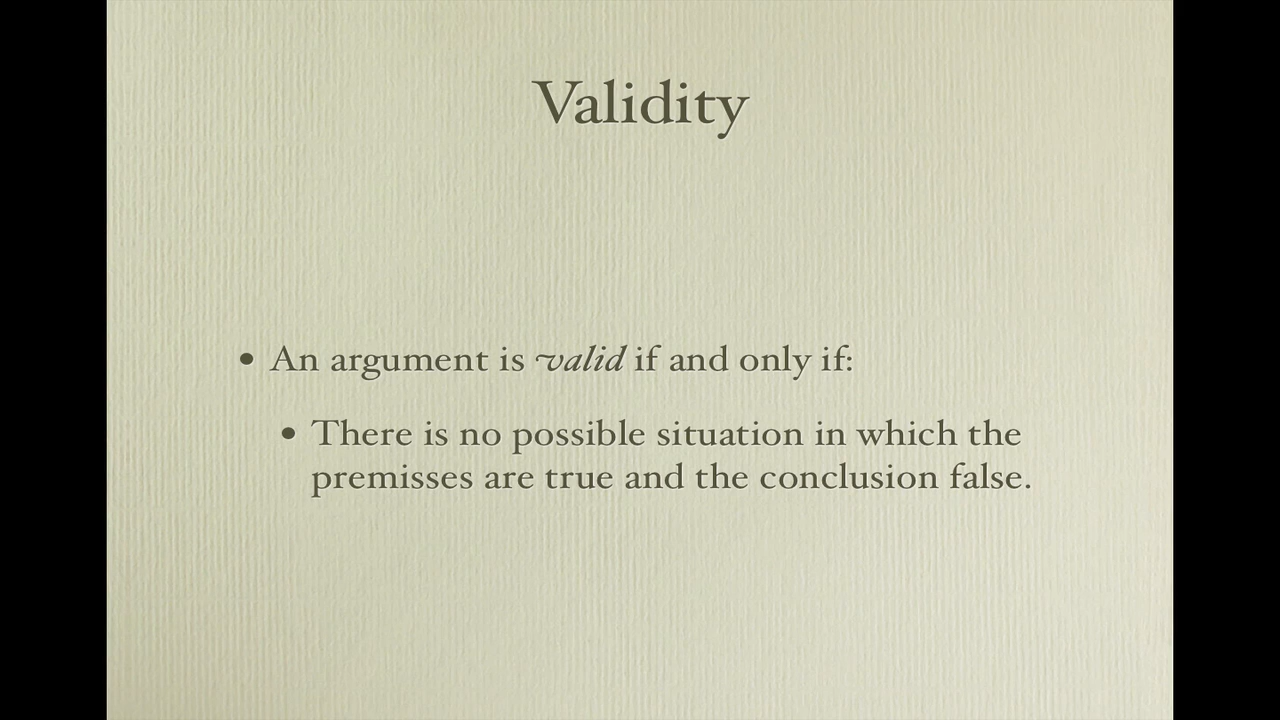 Validity
• An argument is valid if and only if:
• There is no possible situation in which the
premisses are true and the conclusion false.